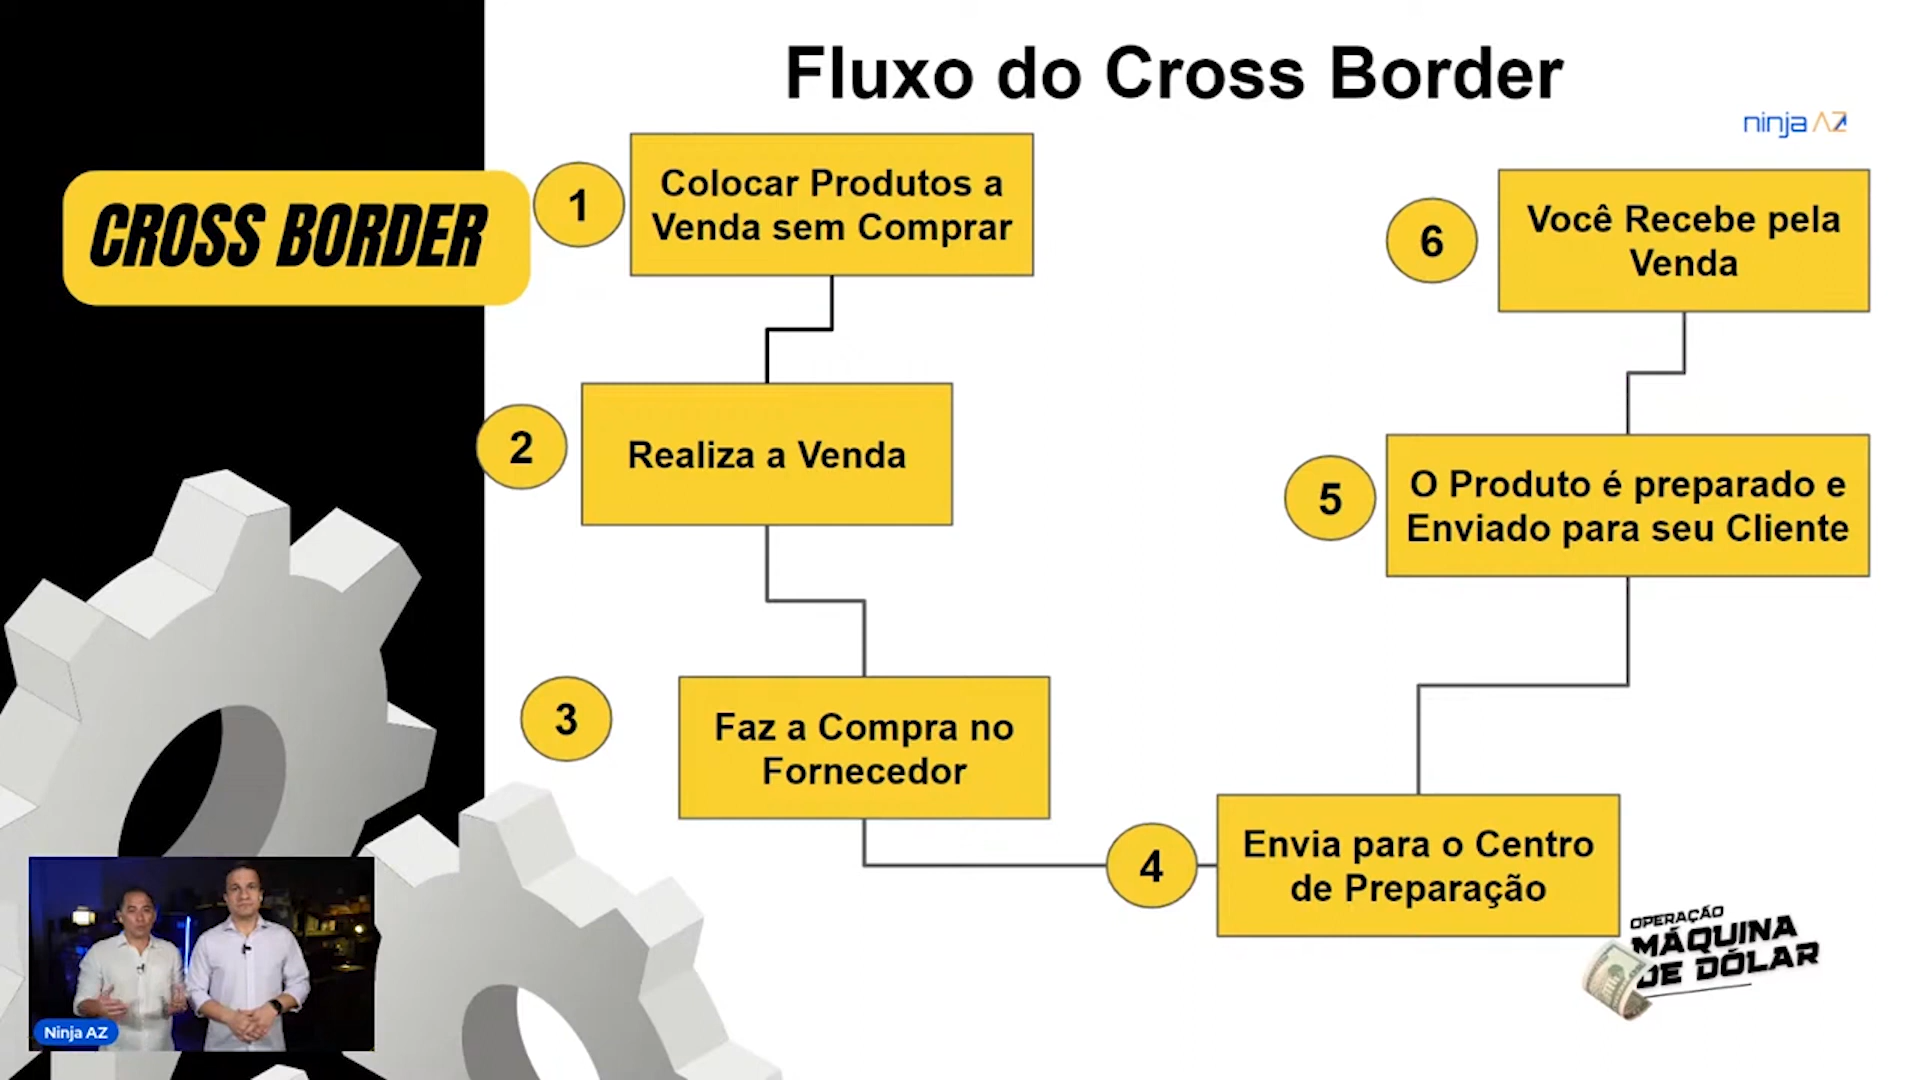 Fluxo do Cross Border
ninja AZ
CROSS BORDER
1
Colocar Produtos a
Venda sem Comprar
2
Realiza a Venda
3
Faz a Compra no
Fornecedor
4
Envia para o Centro
de Preparação
5
O Produto é preparado e
Enviado para seu Cliente
6
Você Recebe pela
Venda
OPERAÇÃO
MÁQUINA
DE DÓLAR
Ninja AZ